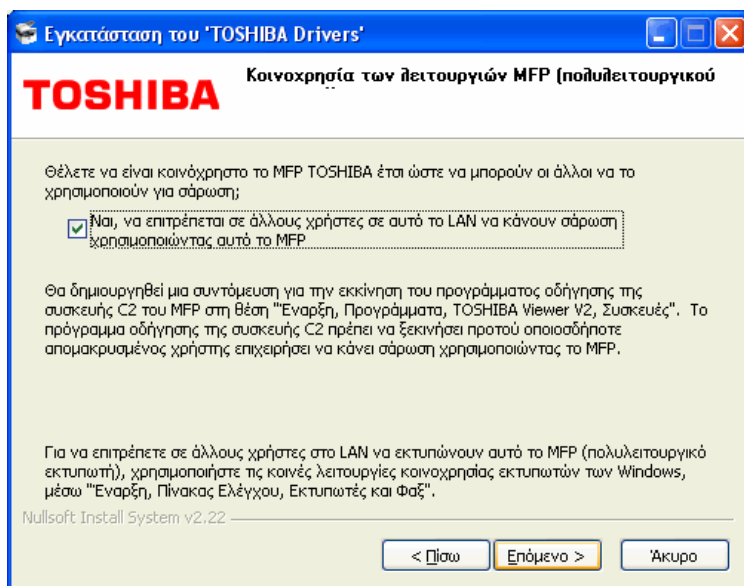 Εγκατάσταση του 'TOSHIBA Drivers'
TOSHIBA
Κοινοχρησία των λειτουργιών MFP (πολυλειτουργικού
Θέλετε να είναι κοινόχρηστο το MFP TOSHIBA έτσι ώστε να μπορούν οι άλλοι να το
χρησιμοποιούν για σάρωση;
Ναι, να επιτρέπεται σε άλλους χρήστες σε αυτό το LAN να κάνουν σάρωση
χρησιμοποιώντας αυτό το MFP
Θα δημιουργηθεί μια συντόμευση για την εκκίνηση του προγράμματος οδήγησης της
συσκευής C2 του MFP στη θέση "Έναρξη, Προγράμματα, TOSHIBA Viewer V2, Συσκευές". Το
πρόγραμμα οδήγησης της συσκευής C2 πρέπει να ξεκινήσει προτού οποιοσδήποτε
απομακρυσμένος χρήστης επιχειρήσει να κάνει σάρωση χρησιμοποιώντας το MFP.
Για να επιτρέπετε σε άλλους χρήστες στο LAN να εκτυπώνουν αυτό το MFP (πολυλειτουργικό
εκτυπωτή), χρησιμοποιήστε τις κοινές λειτουργίες κοινοχρησίας εκτυπωτών των Windows,
μέσω "Έναρξη, Πίνακας Ελέγχου, Εκτυπωτές και Φαξ".
Nullsoft Install System v2.22
< Πίσω
Επόμενο >
Άκυρο